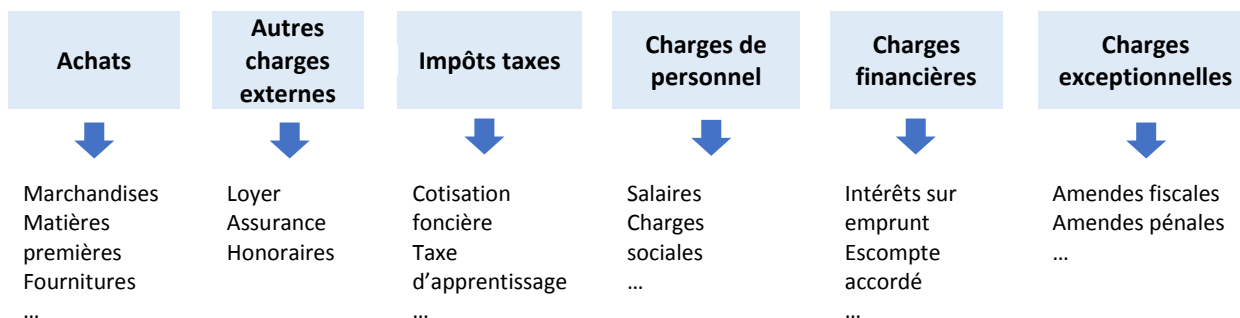 Achats
Autres
charges
externes
Impôts taxes
Charges de
personnel
Charges
financières
Charges
exceptionnelles
Marchandises
Matières
premières
Fournitures
…
Loyer
Assurance
Honoraires
Cotisation
foncière
Taxe
d’apprentissage
…
Salaires
Charges
sociales
…
Intérêts sur
emprunt
Escompte
accordé
…
Amendes fiscales
Amendes pénales
…